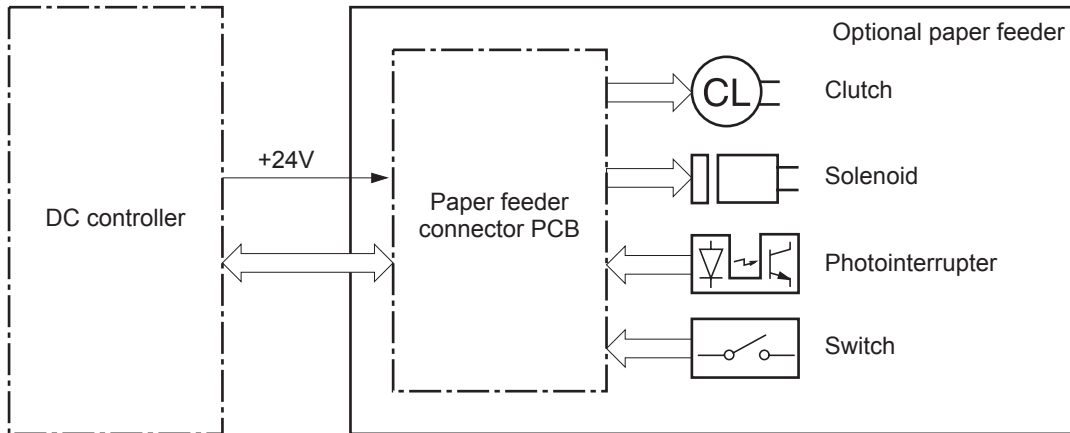 Optional paper feeder
CL
Clutch
+24V
Solenoid
DC controller
Paper feeder
connector PCB
Photointerrupter
Switch